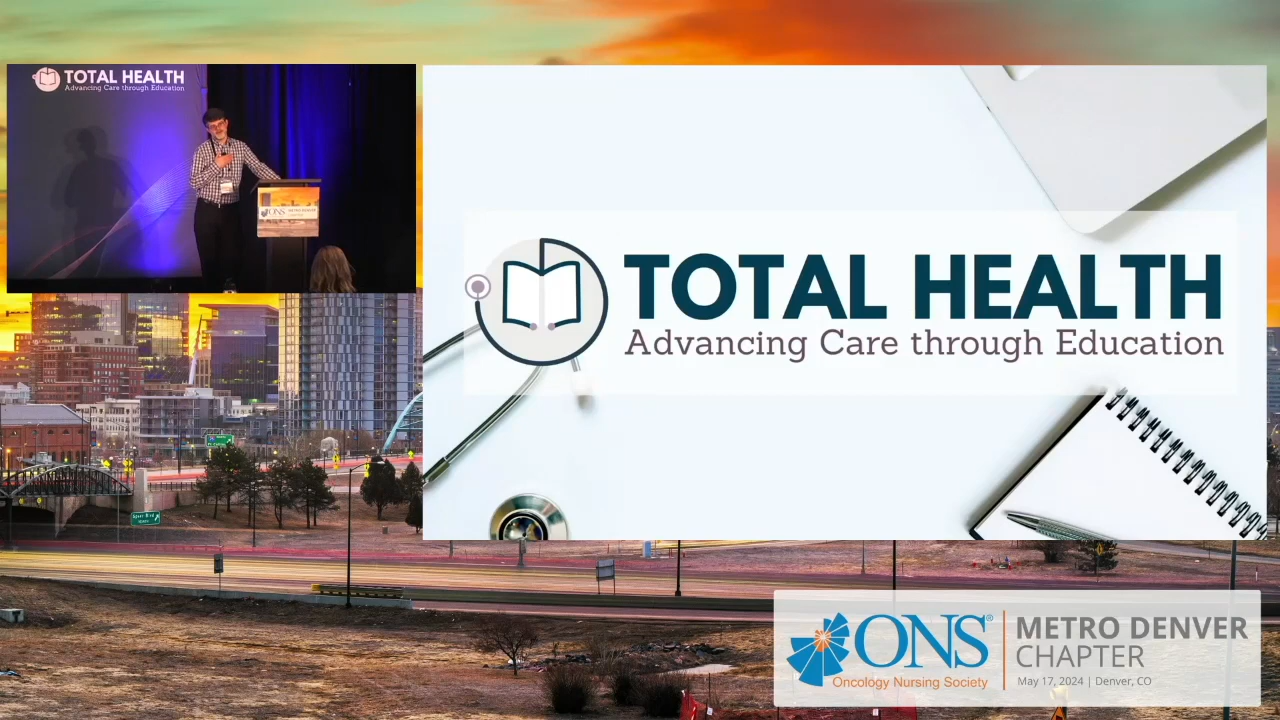 TOTAL HEALTH
Advancing Care through Education
ONS
TOTAL HEALTH
Advancing Care through Education
ONS®
Oncology Nursing Society
METRO DENVER
CHAPTER
May 17, 2024 | Denver, CO